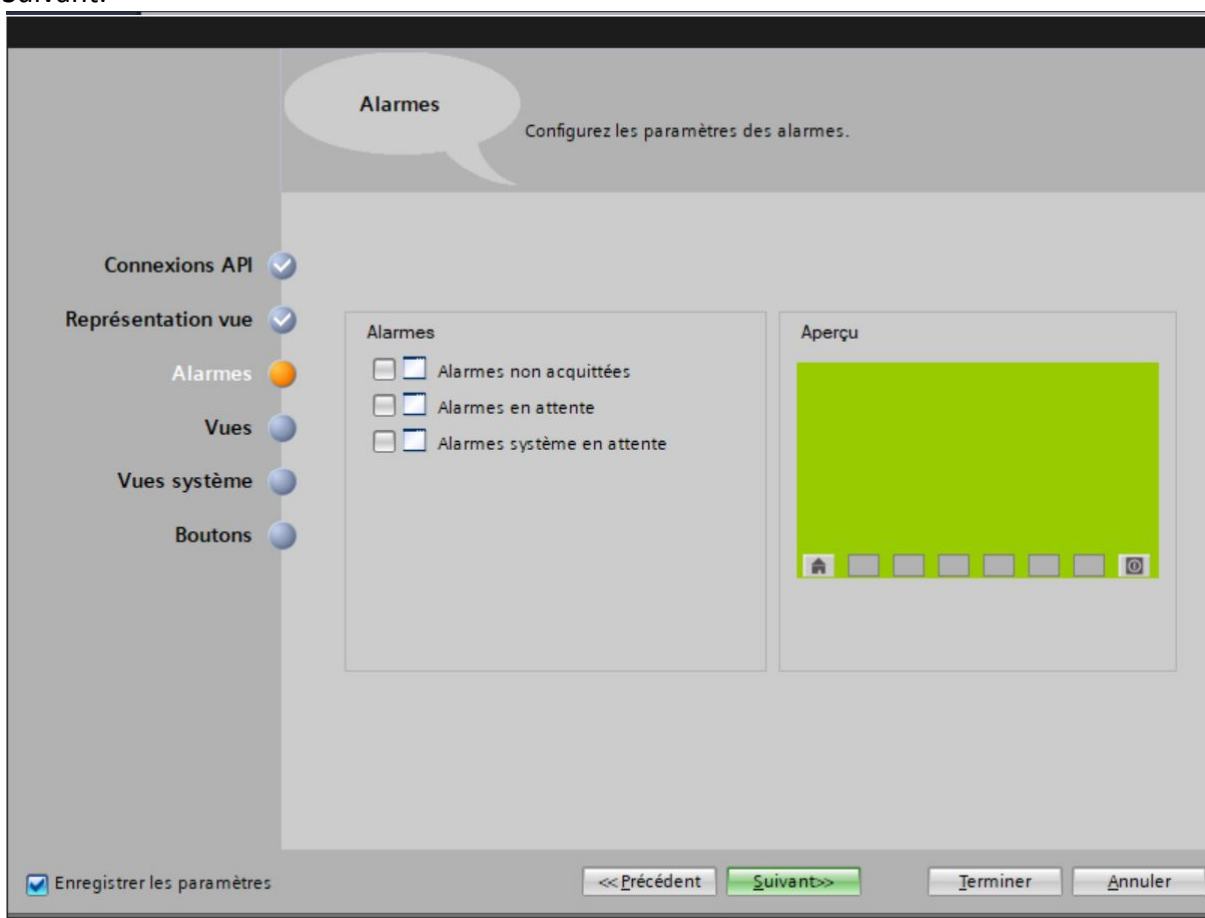 Suivant.
Alarmes
Configurez les paramètres des alarmes.
Connexions API
Représentation vue
Alarmes
Vues
Vues système
Boutons
Alarmes
Alarmes non acquittées
Alarmes en attente
Alarmes système en attente
Aperçu
Enregistrer les paramètres
<<Précédent
Suivant>>
Terminer
Annuler